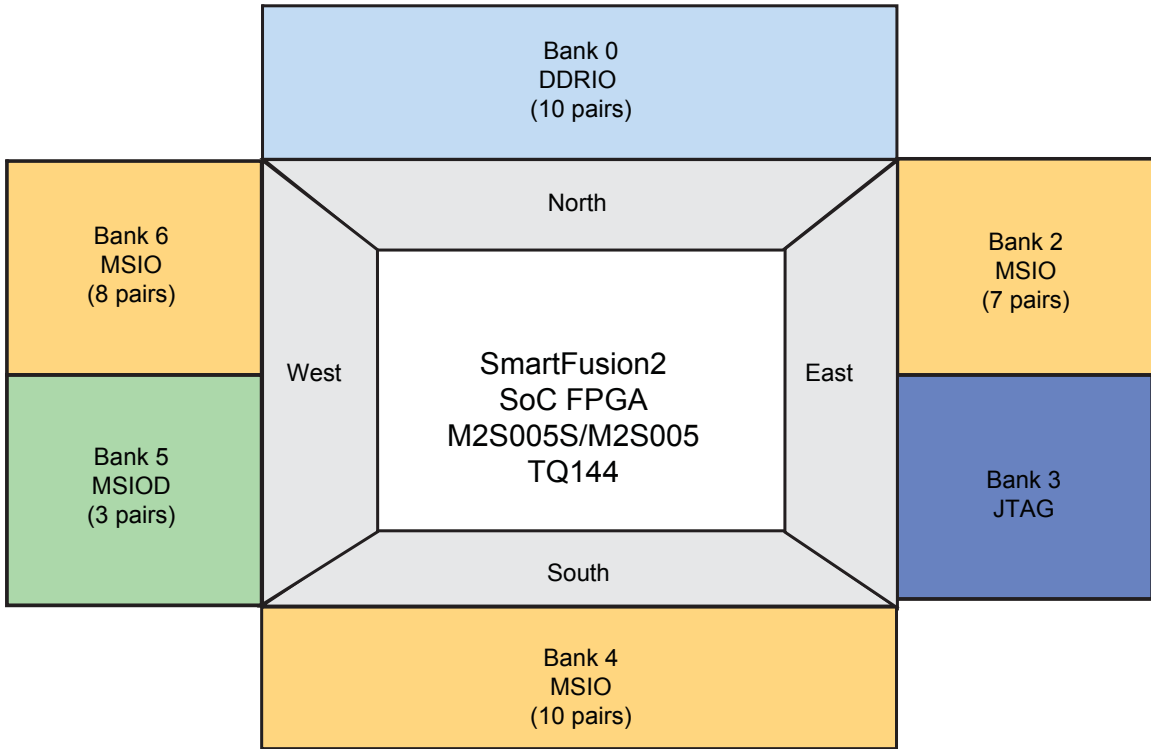 Bank 0
DDRIO
(10 pairs)
North
Bank 6
MSIO
(8 pairs)
Bank 2
MSIO
(7 pairs)
West
SmartFusion2
SoC FPGA
M2S005S/M2S005
TQ144
East
Bank 5
MSIOD
(3 pairs)
Bank 3
JTAG
South
Bank 4
MSIO
(10 pairs)